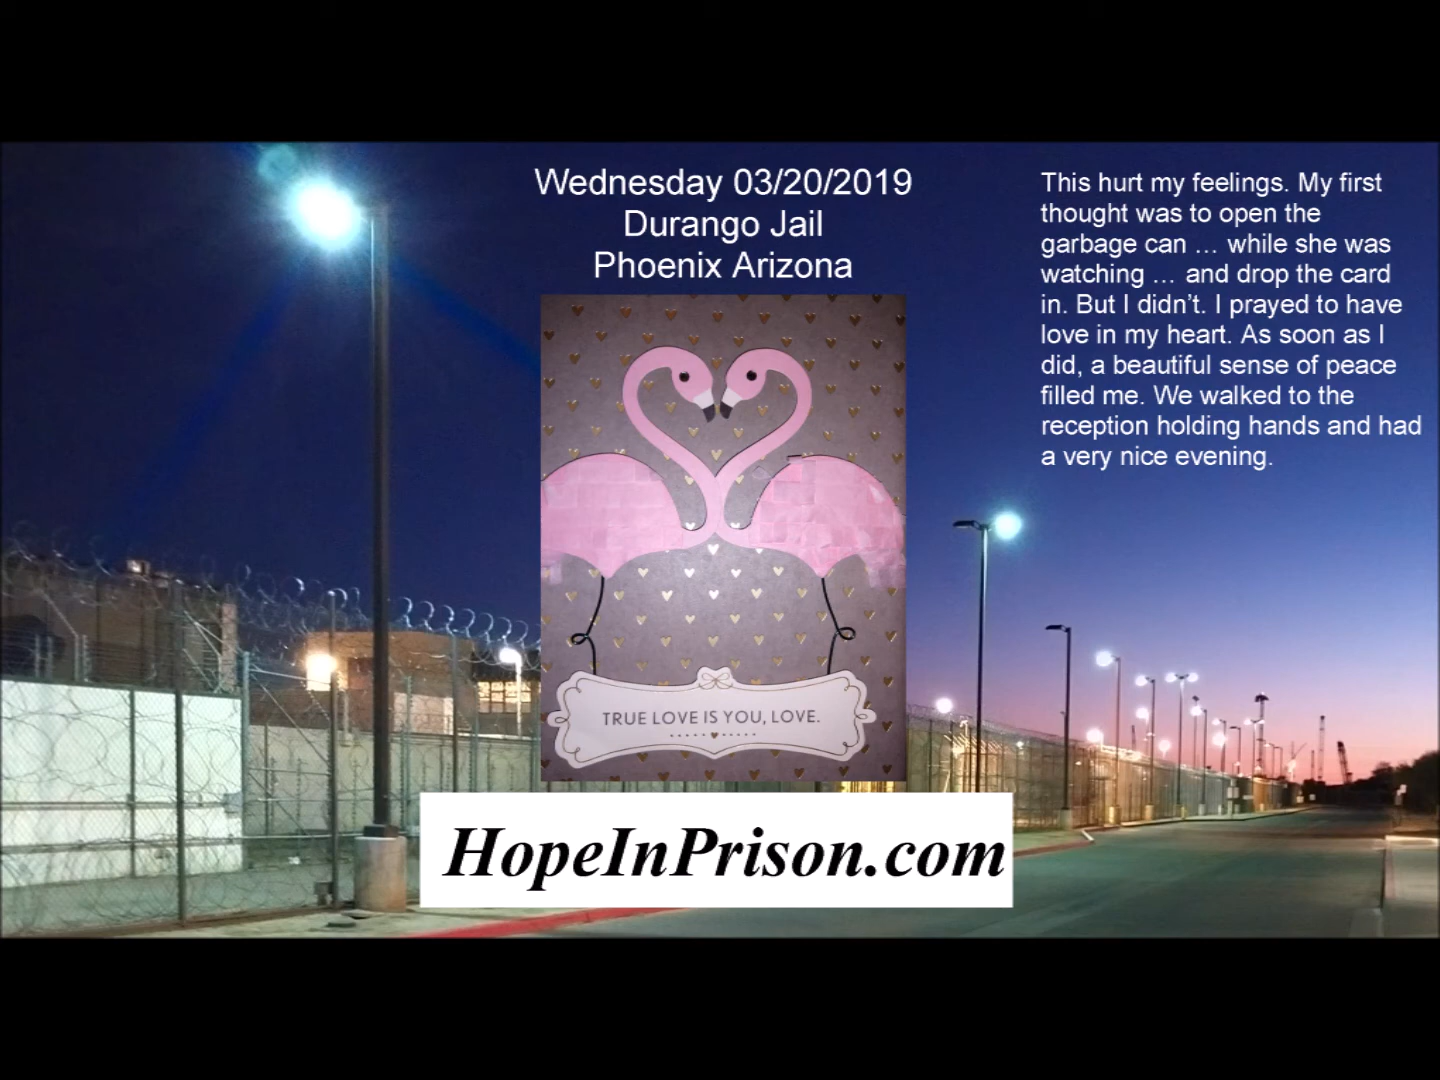 Wednesday 03/20/2019
Durango Jail
Phoenix Arizona
This hurt my feelings. My first
thought was to open the
garbage can … while she was
watching … and drop the card
in. But I didn’t. I prayed to have
love in my heart. As soon as I
did, a beautiful sense of peace
filled me. We walked to the
reception holding hands and had
a very nice evening.
TRUE LOVE IS YOU, LOVE.
HopeInPrison.com